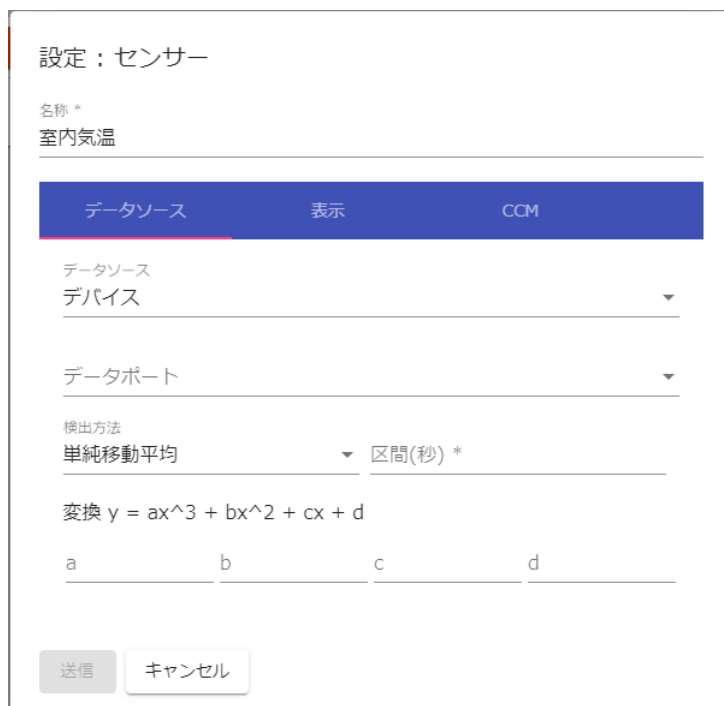 設定：センサー
名称 *
室内気温
データソース 表示 CCM
データソース
デバイス
データポート
検出方法
単純移動平均 区間(秒) *
変換 y = ax^3 + bx^2 + cx + d
a b c d
送信 キャンセル